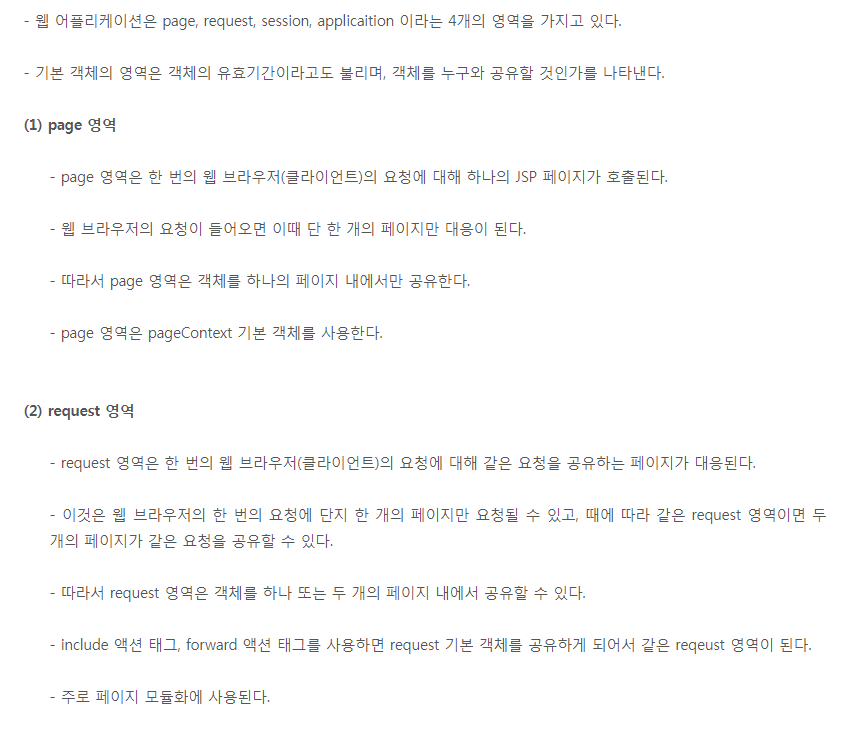 - 웹 어플리케이션은 page, request, session, applicaition 이라는 4개의 영역을 가지고 있다.
- 기본 객체의 영역은 객체의 유효기간이라고도 불리며, 객체를 누구와 공유할 것인가를 나타낸다.
(1) page 영역
- page 영역은 한 번의 웹 브라우저(클라이언트)의 요청에 대해 하나의 JSP 페이지가 호출된다.
- 웹 브라우저의 요청이 들어오면 이때 단 한 개의 페이지만 대응이 된다.
- 따라서 page 영역은 객체를 하나의 페이지 내에서만 공유한다.
- page 영역은 pageContext 기본 객체를 사용한다.
(2) request 영역
- request 영역은 한 번의 웹 브라우저(클라이언트)의 요청에 대해 같은 요청을 공유하는 페이지가 대응된다.
- 이것은 웹 브라우저의 한 번의 요청에 단지 한 개의 페이지만 요청될 수 있고, 때에 따라 같은 request 영역이면 두
개의 페이지가 같은 요청을 공유할 수 있다.
- 따라서 request 영역은 객체를 하나 또는 두 개의 페이지 내에서 공유할 수 있다.
- include 액션 태그, forward 액션 태그를 사용하면 request 기본 객체를 공유하게 되어서 같은 reqeust 영역이 된다.
- 주로 페이지 모듈화에 사용된다.